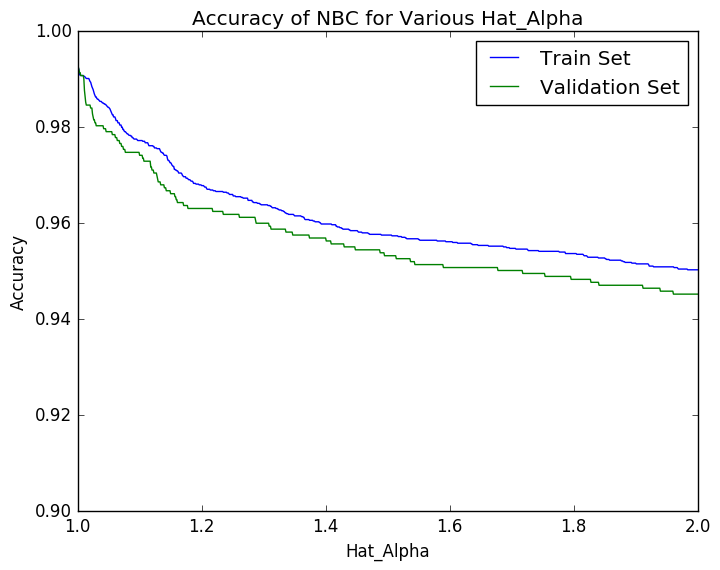 Accuracy of NBC for Various Hat_Alpha
1.00
0.98
0.96
0.94
0.92
0.90
Accuracy
Train Set
Validation Set
1.0 1.2 1.4 1.6 1.8 2.0
Hat_Alpha